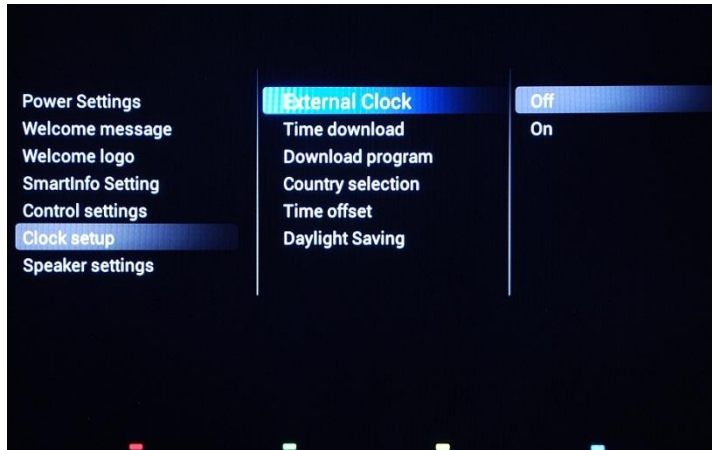 Power Settings
Welcome message
Welcome logo
SmartInfo Setting
Control settings
Clock setup
Speaker settings
External Clock
Time download
Download program
Country selection
Time offset
Daylight Saving
Off
On